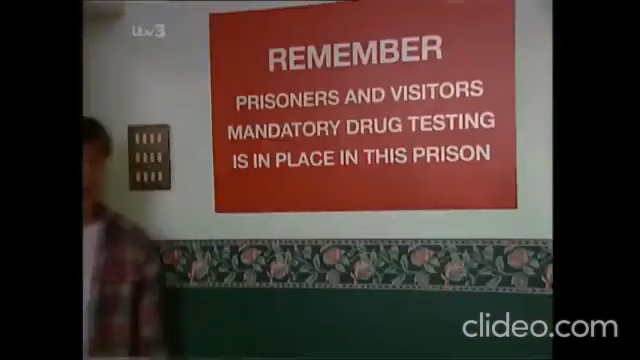 itv3
REMEMBER
PRISONERS AND VISITORS
MANDATORY DRUG TESTING
IS IN PLACE IN THIS PRISON
clideo.com